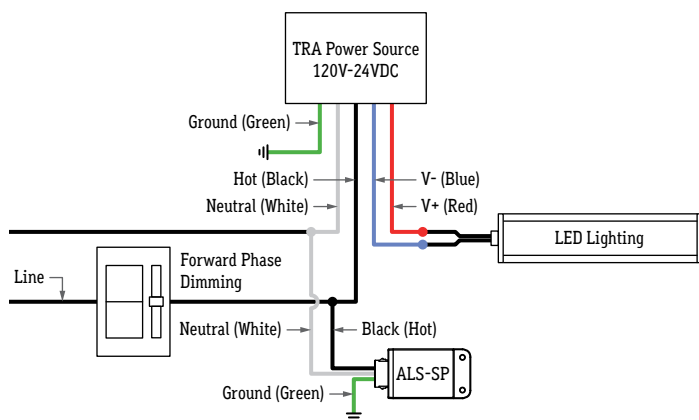 TRA Power Source
120V-24VDC
Ground (Green)
Hot (Black)
V- (Blue)
Neutral (White)
V+ (Red)
LED Lighting
Line
Forward Phase
Dimming
Neutral (White)
Black (Hot)
ALS-SP
Ground (Green)